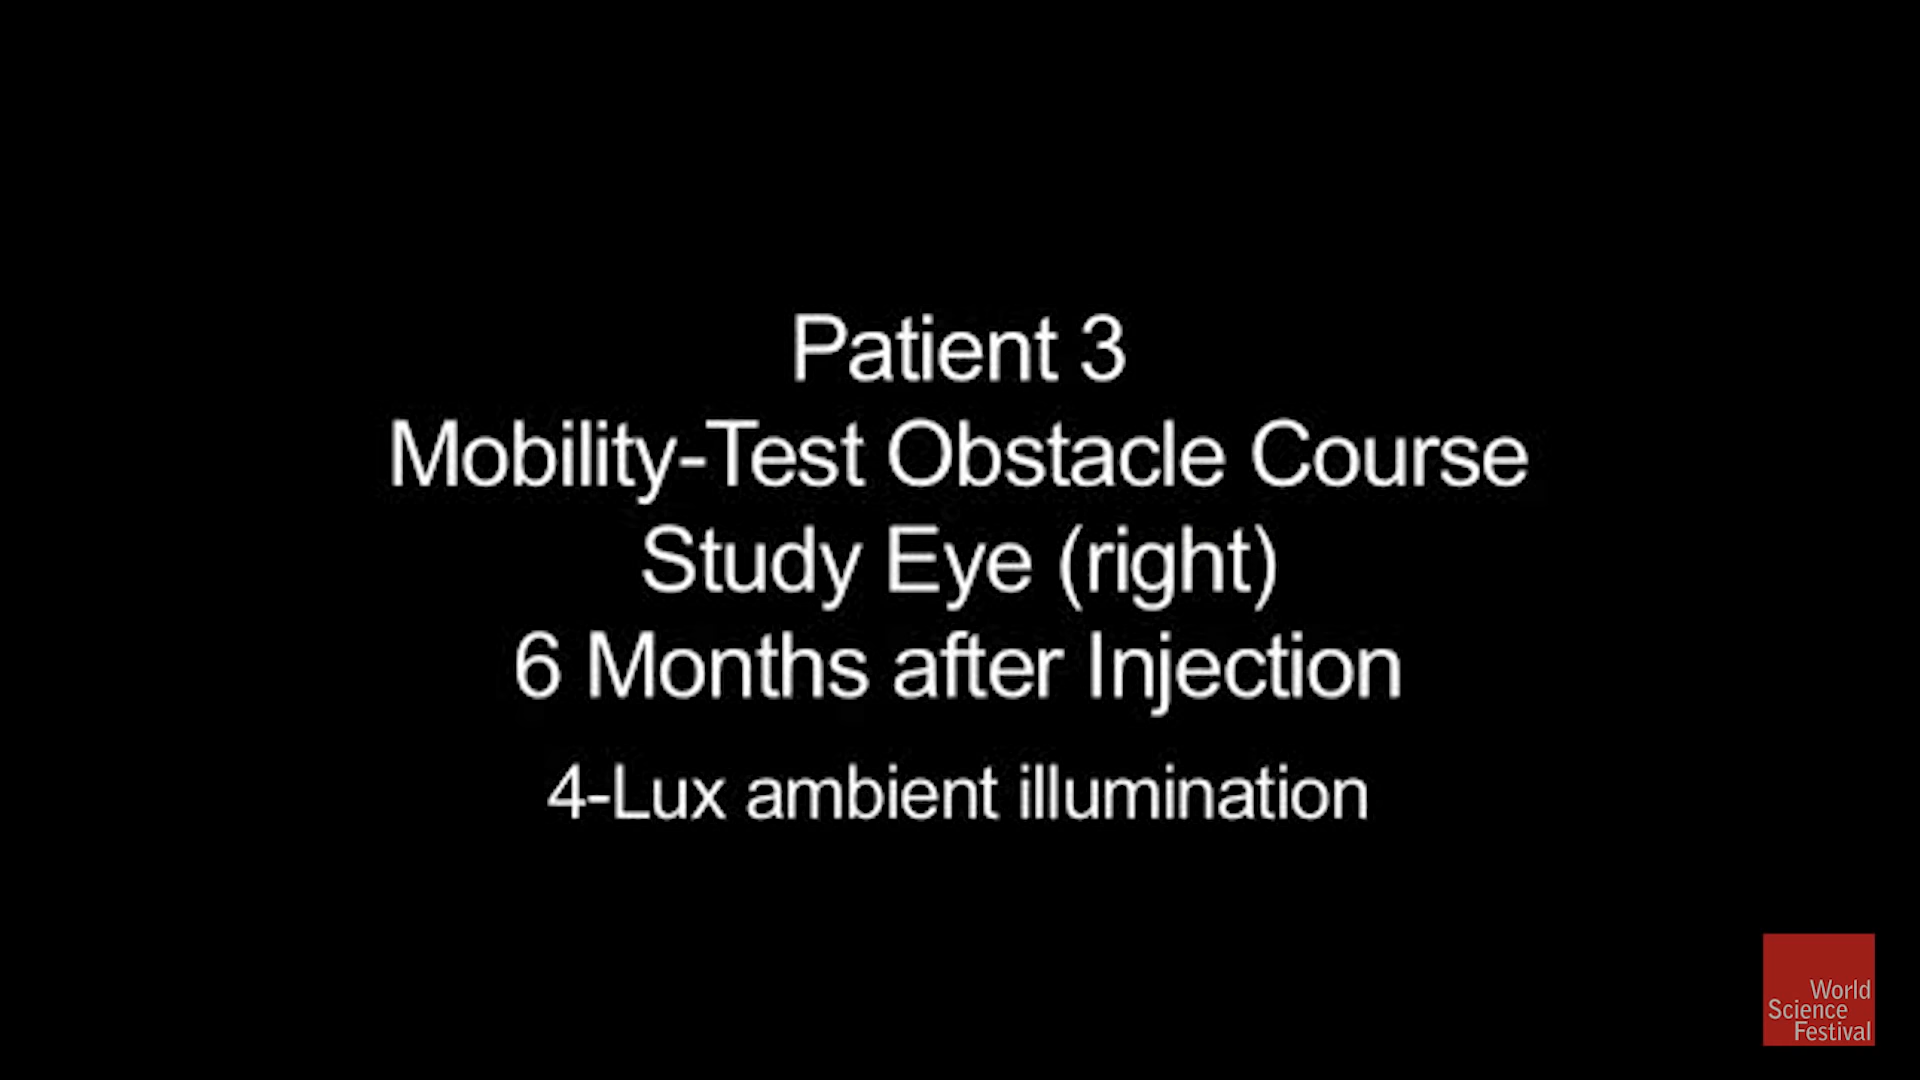 Patient 3
Mobility-Test Obstacle Course
Study Eye (right)
6 Months after Injection
4-Lux ambient illumination
World
Science
Festival